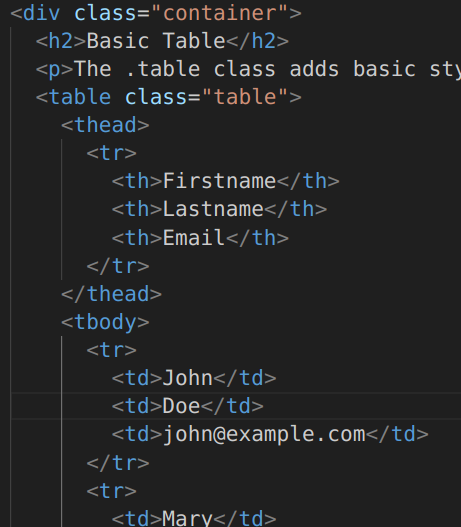 <div class="container">
<h2>Basic Table</h2>
<p>The .table class adds basic sty
<table class="table">
<thead>
<tr>
<th>Firstname</th>
<th>Lastname</th>
<th>Email</th>
</tr>
</thead>
<tbody>
<tr>
<td>John</td>
<td>Doe</td>
<td>john@example.com</td>
</tr>
<tr>
<td>Mary</td>